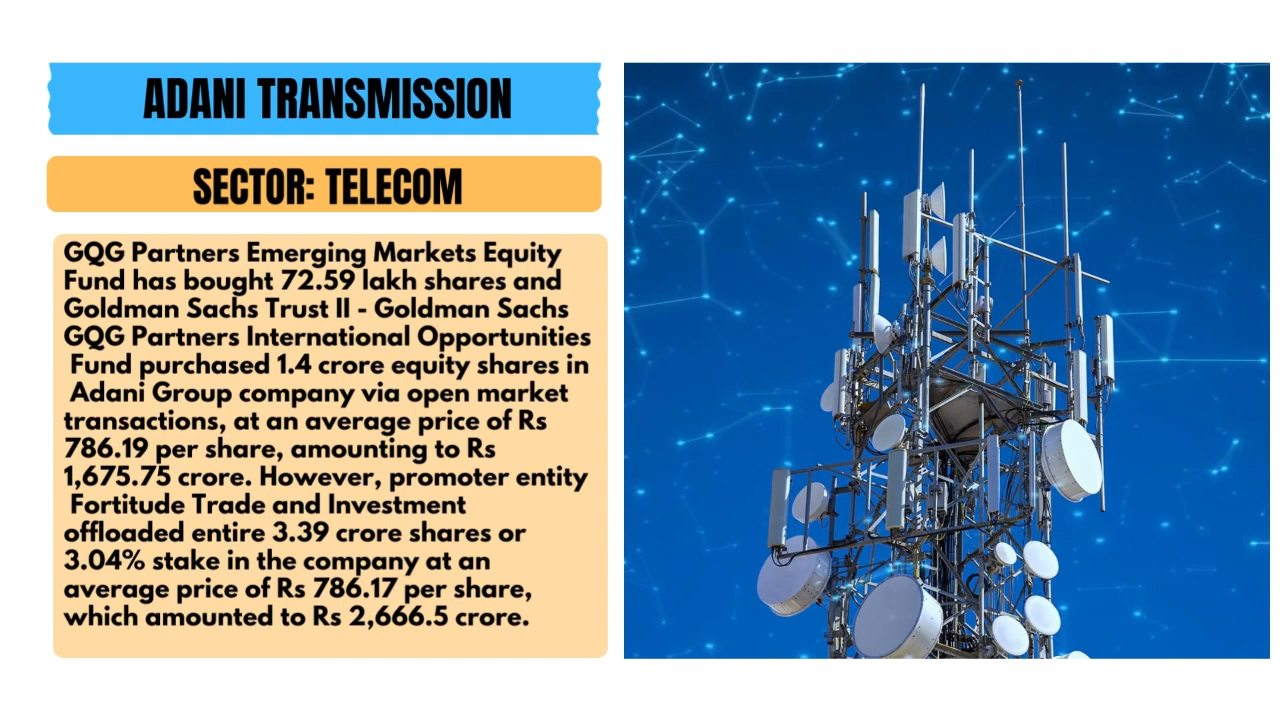 ADANI TRANSMISSION
SECTOR: TELECOM
GQG Partners Emerging Markets Equity
Fund has bought 72.59 lakh shares and
Goldman Sachs Trust II - Goldman Sachs
GQG Partners International Opportunities
Fund purchased 1.4 crore equity shares in
Adani Group company via open market
transactions, at an average price of Rs
786.19 per share, amounting to Rs
1,675.75 crore. However, promoter entity
Fortitude Trade and Investment
offloaded entire 3.39 crore shares or
3.04% stake in the company at an
average price of Rs 786.17 per share,
which amounted to Rs 2,666.5 crore.